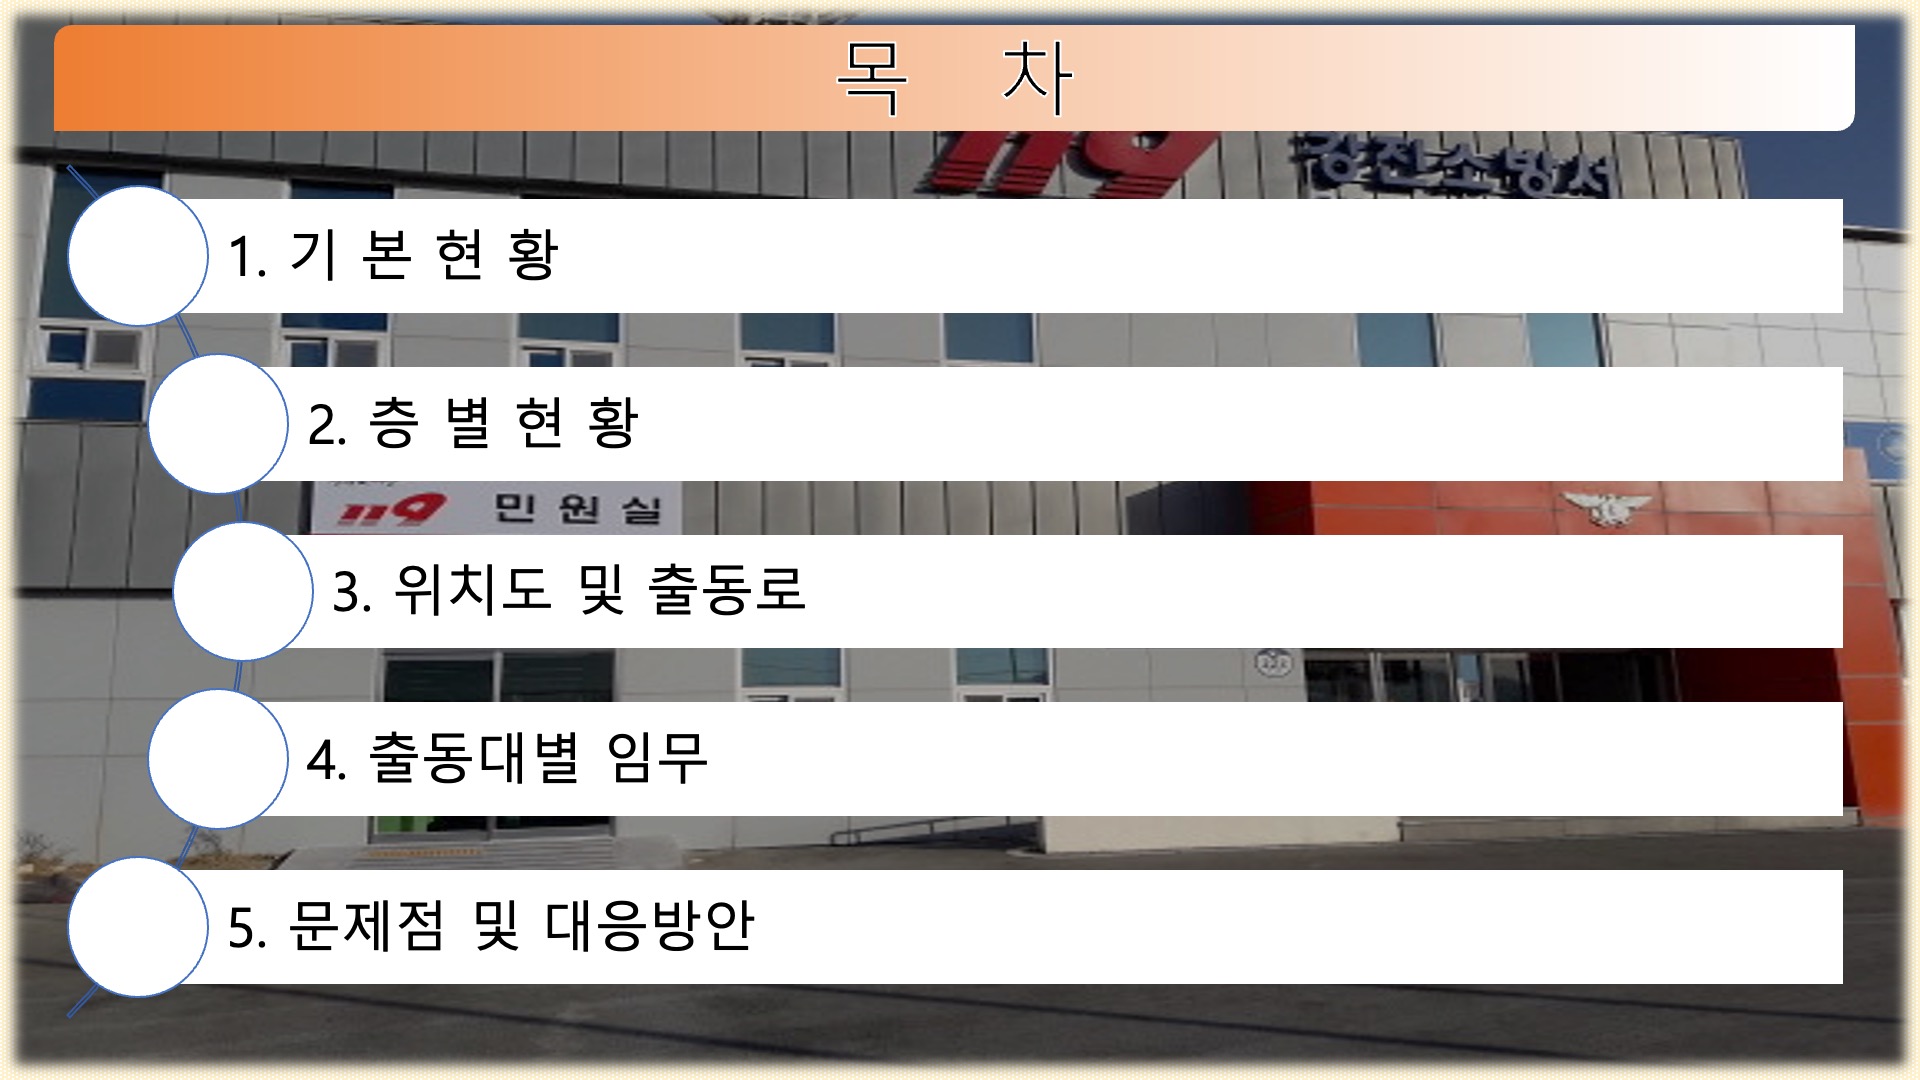 목 차
119 강진소방서
1. 기 본 현 황
2. 층 별 현 황
119 민 원 실
3. 위치도 및 출동로
4. 출동대별 임무
5. 문제점 및 대응방안